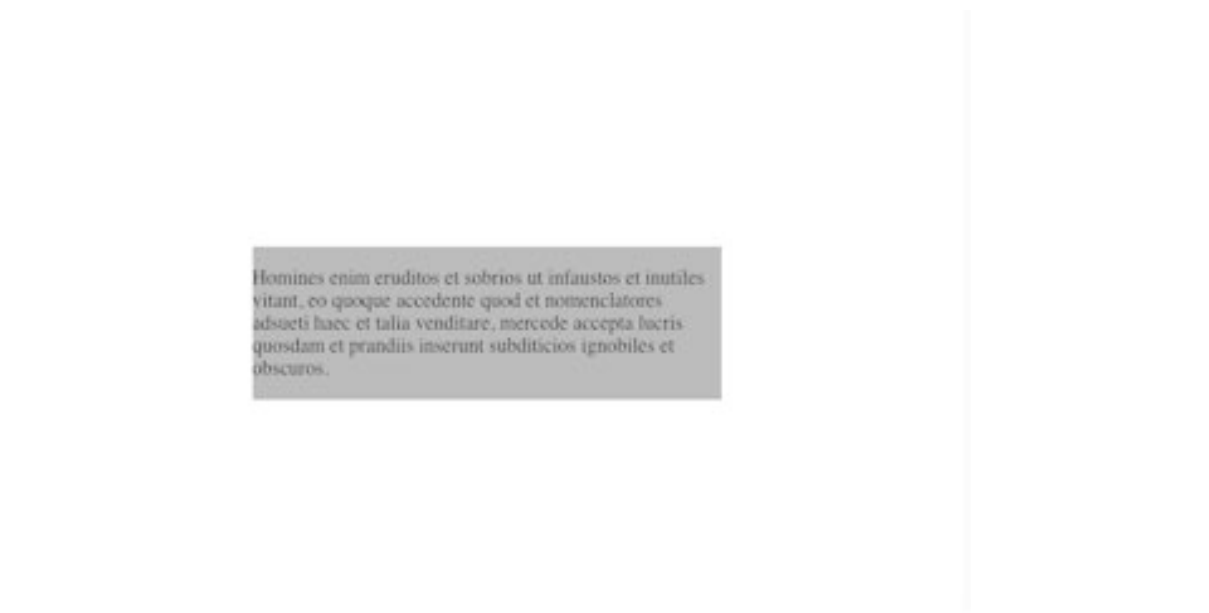 Homines enim eruditos et sobrios ut infaustos et inutiles
vitant, eo quoque accedente quod et nomenclatores
adsueti haec et talia venditare, mercede accepta lucris
quosdam et prandiis inserunt subditicios ignobiles et
obscuros.